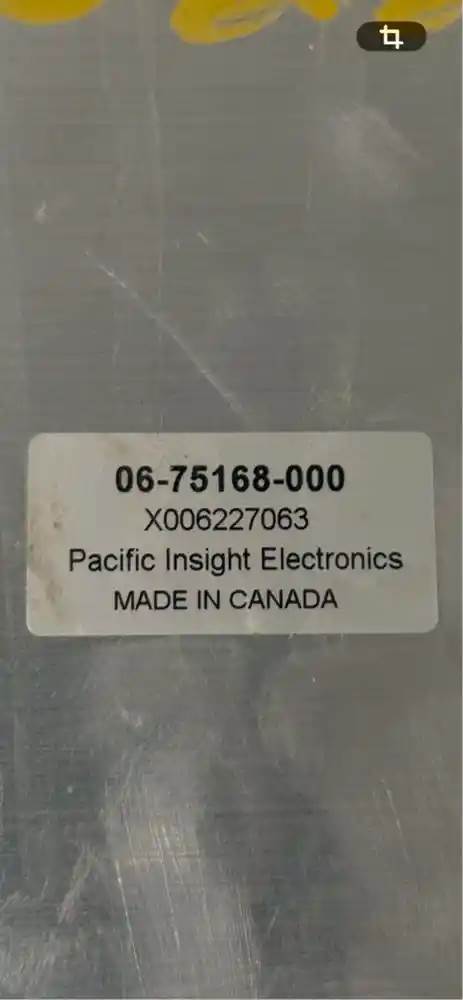 06-75168-000
X006227063
Pacific Insight Electronics
MADE IN CANADA